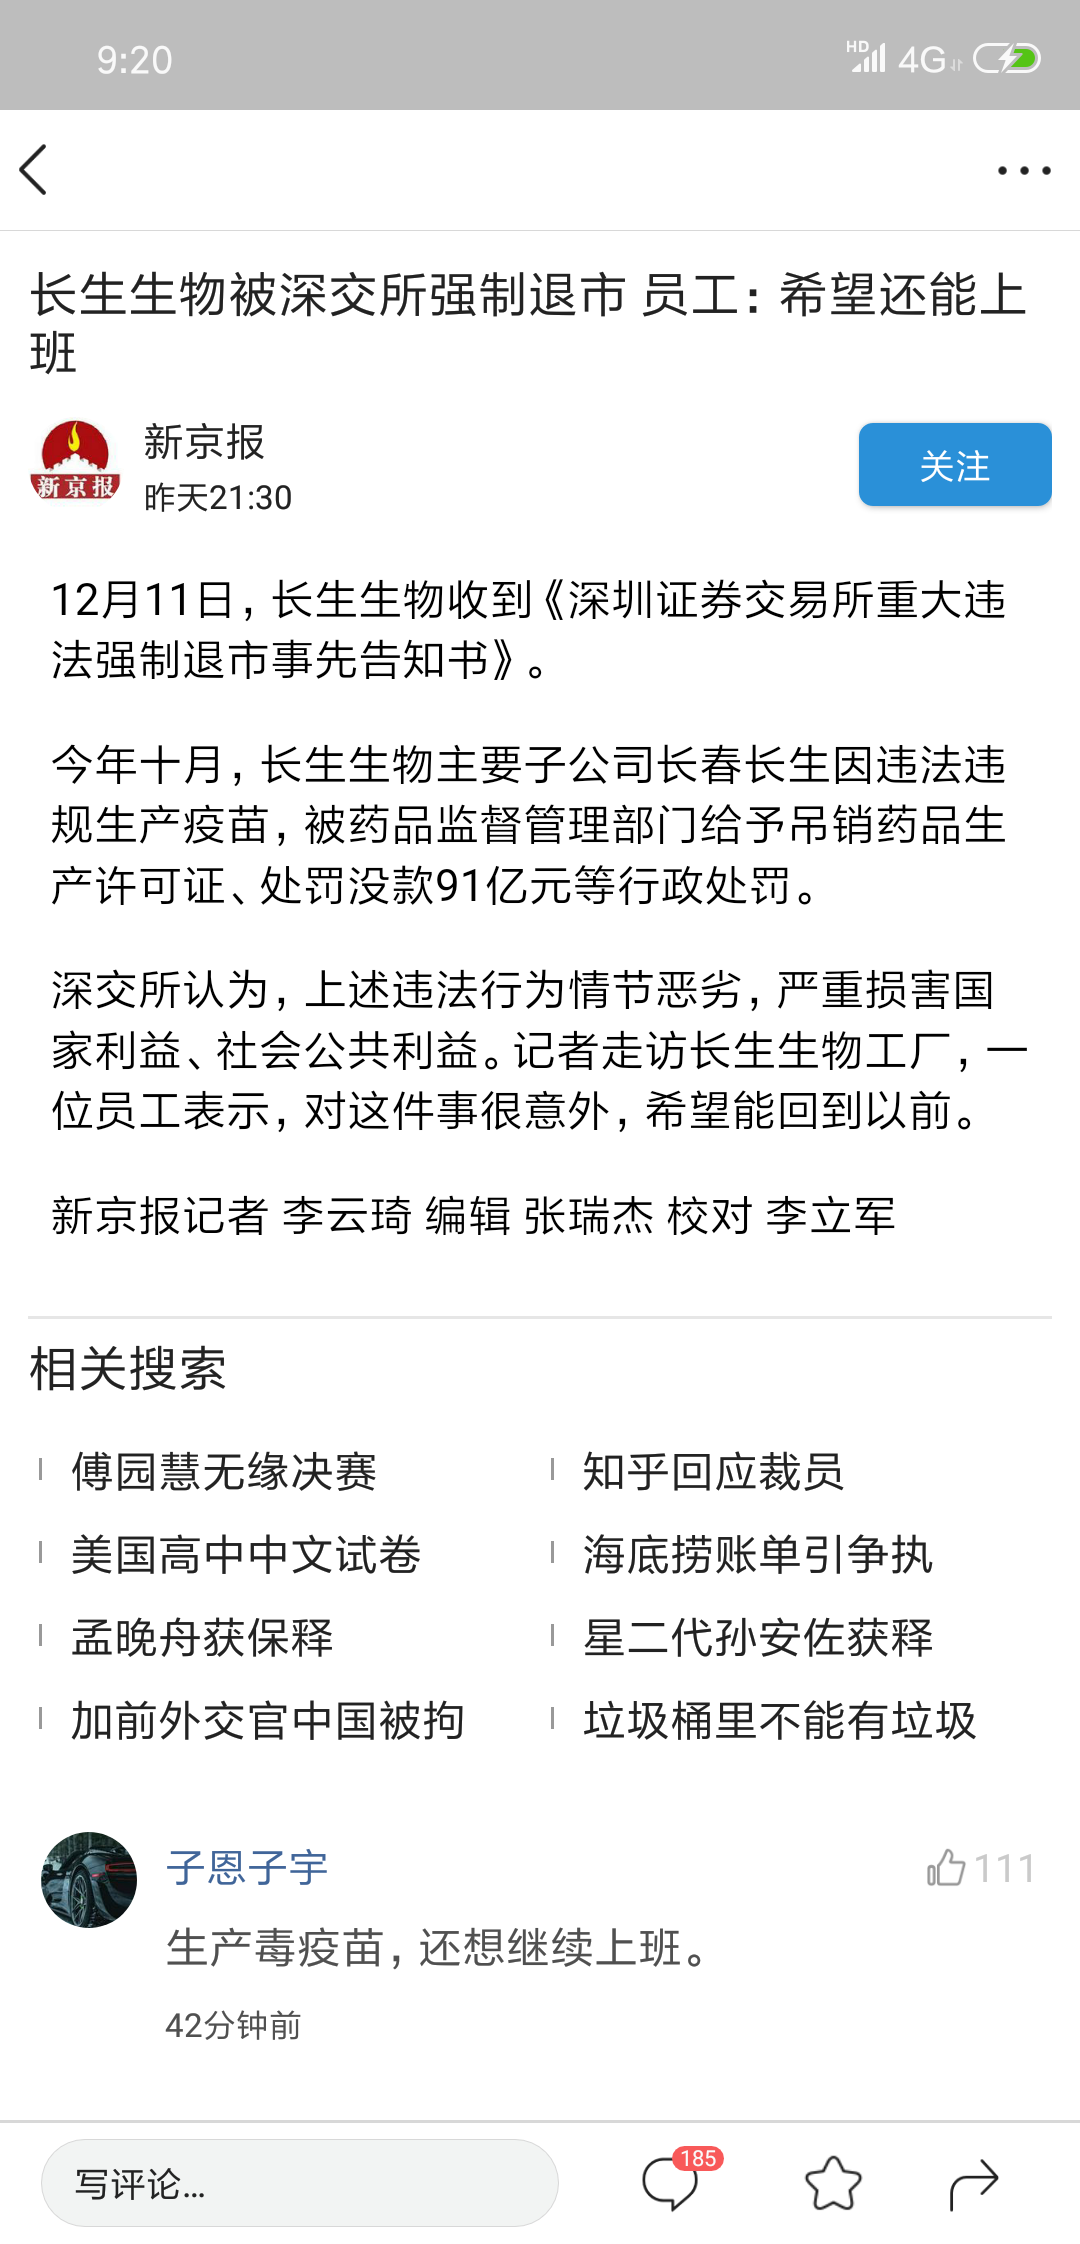 9:20
HD 4G
长生生物被深交所强制退市 员工：希望还能上
班
新京报
新京报
昨天21:30
关注
12月11日，长生生物收到《深圳证券交易所重大违
法强制退市事先告知书》。
今年十月，长生生物主要子公司长春长生因违法违
规生产疫苗，被药品监督管理部门给予吊销药品生
产许可证、处罚没款91亿元等行政处罚。
深交所认为，上述违法行为情节恶劣，严重损害国
家利益、社会公共利益。记者走访长生生物工厂，一
位员工表示，对这件事很意外，希望能回到以前。
新京报记者 李云琦 编辑 张瑞杰 校对 李立军
相关搜索
傅园慧无缘决赛
知乎回应裁员
美国高中中文试卷
海底捞账单引争执
孟晚舟获保释
星二代孙安佐获释
加前外交官中国被拘
垃圾桶里不能有垃圾
子恩子宇
111
生产毒疫苗，还想继续上班。
42分钟前
写评论...
185